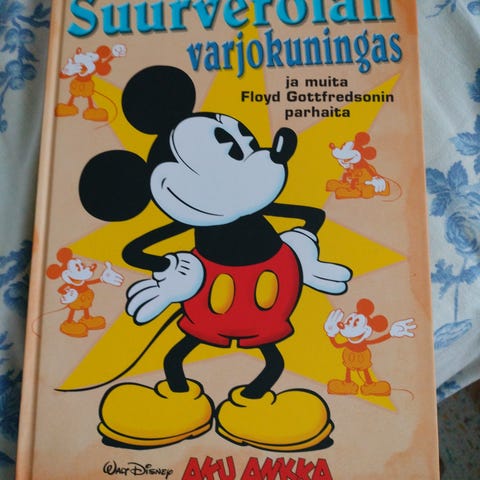 Suurverolan
varjokuningas
ja muita
Floyd Gottfredsonin
parhaita
Walt Disney
AKU ANKKA